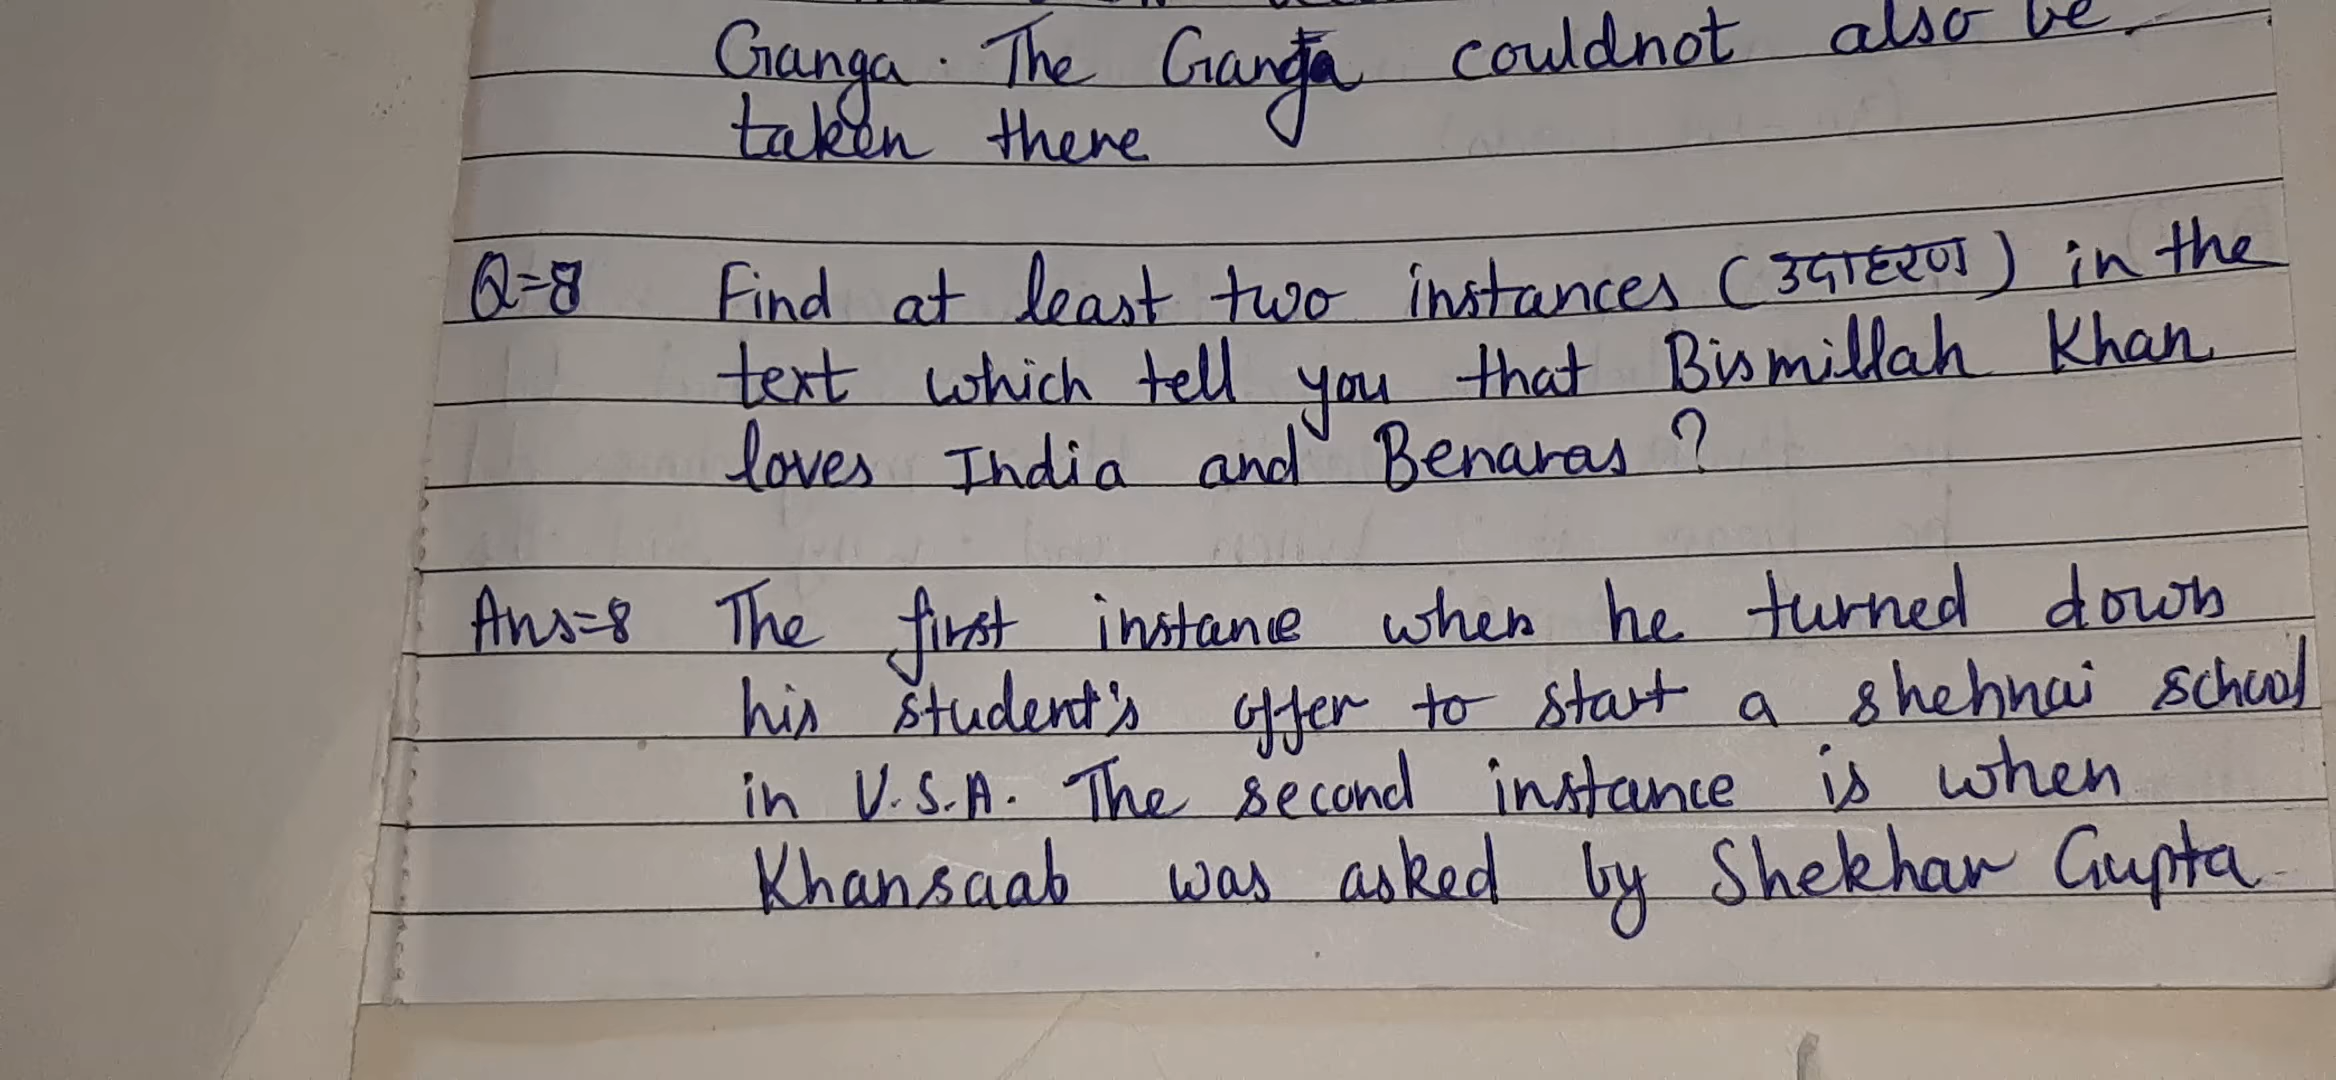 Ganga. The Ganga couldnot also be
taken there
Q=8 Find at least two instances (उदाहरण) in the
text which tell you that Bismillah Khan
loves India and Benaras?
Ans=8 The first instance when he turned down
his student's offer to start a shehnai school
in U.S.A. The second instance is when
Khansaab was asked by Shekhar Gupta